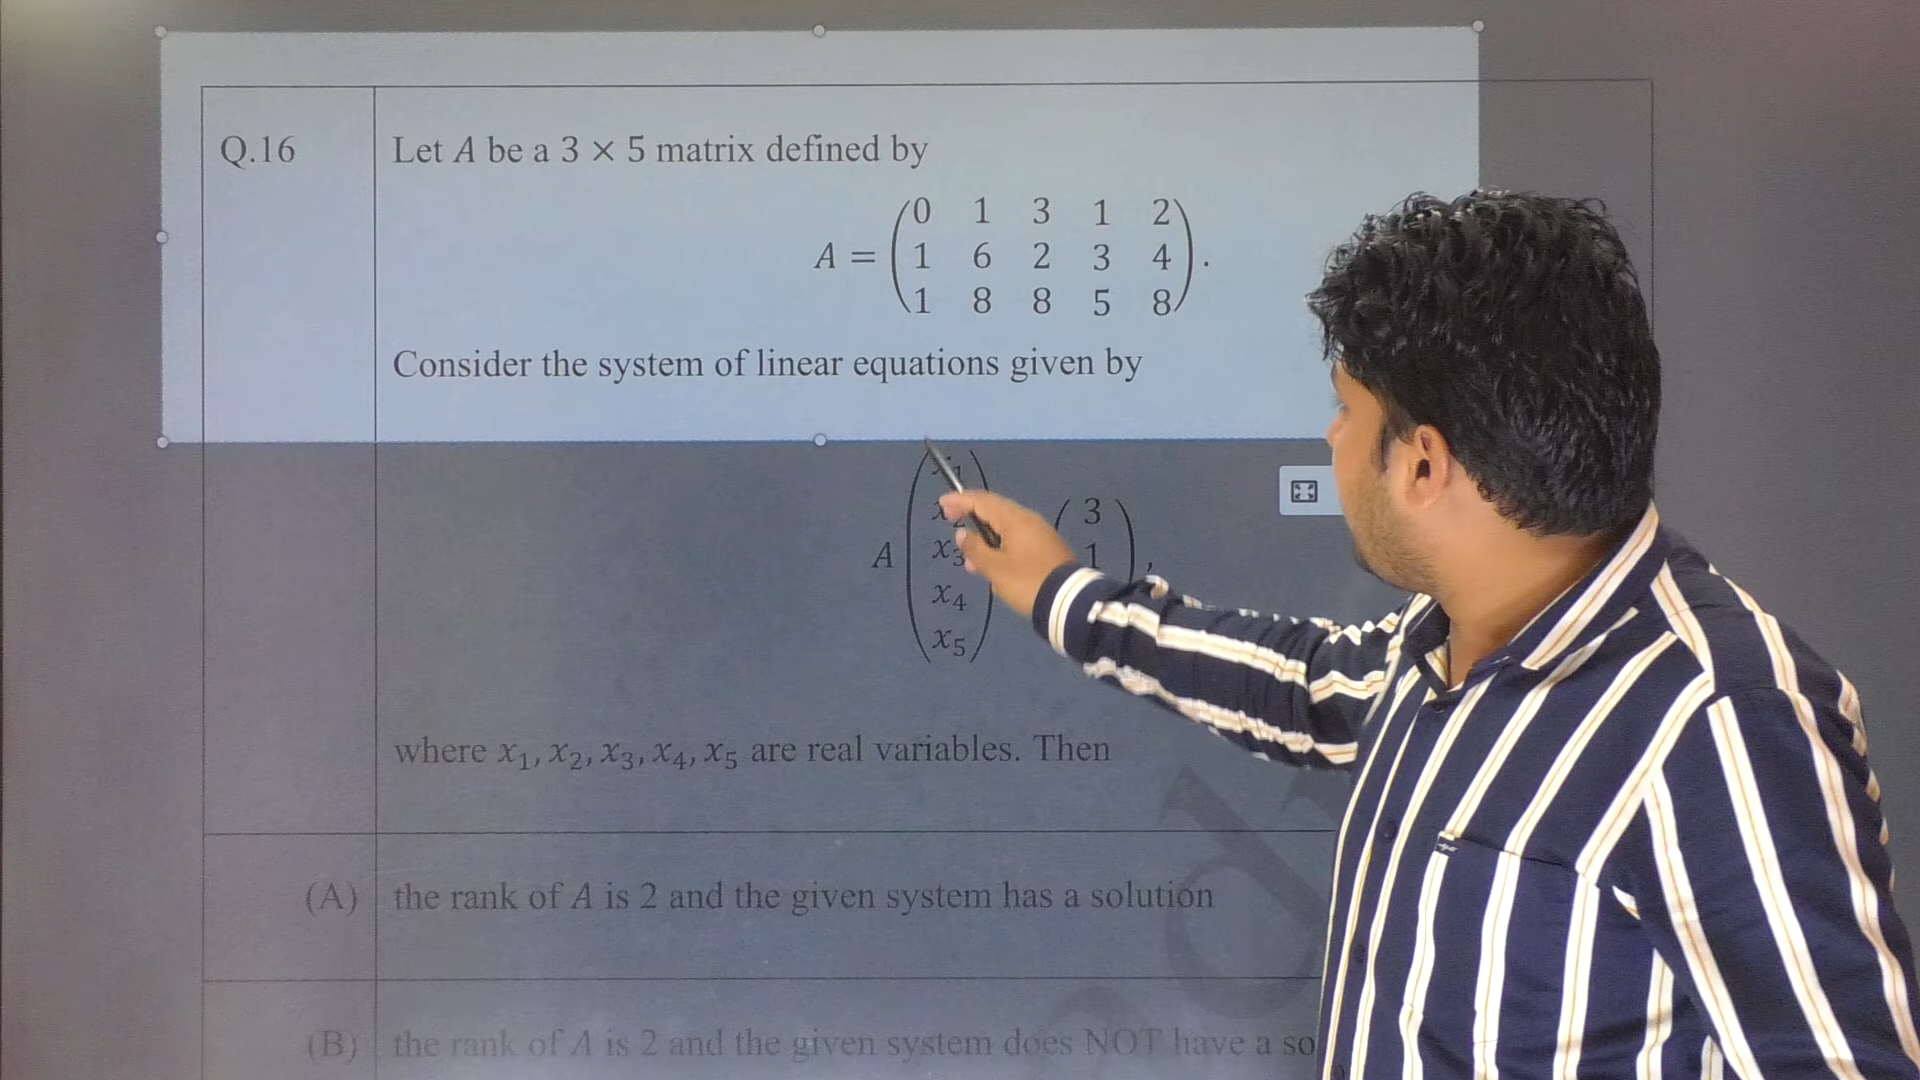 Q.16
Let A be a 3 × 5 matrix defined by
A = (0 1 3 1 2
1 6 2 3 4
1 8 8 5 8).
Consider the system of linear equations given by
A (x₁
x₂
x₃
x₄
x₅) (3
1 ),
where x₁, x₂, x₃, x₄, x₅ are real variables. Then
(A) the rank of A is 2 and the given system has a solution
(B) the rank of A is 2 and the given system does NOT have a